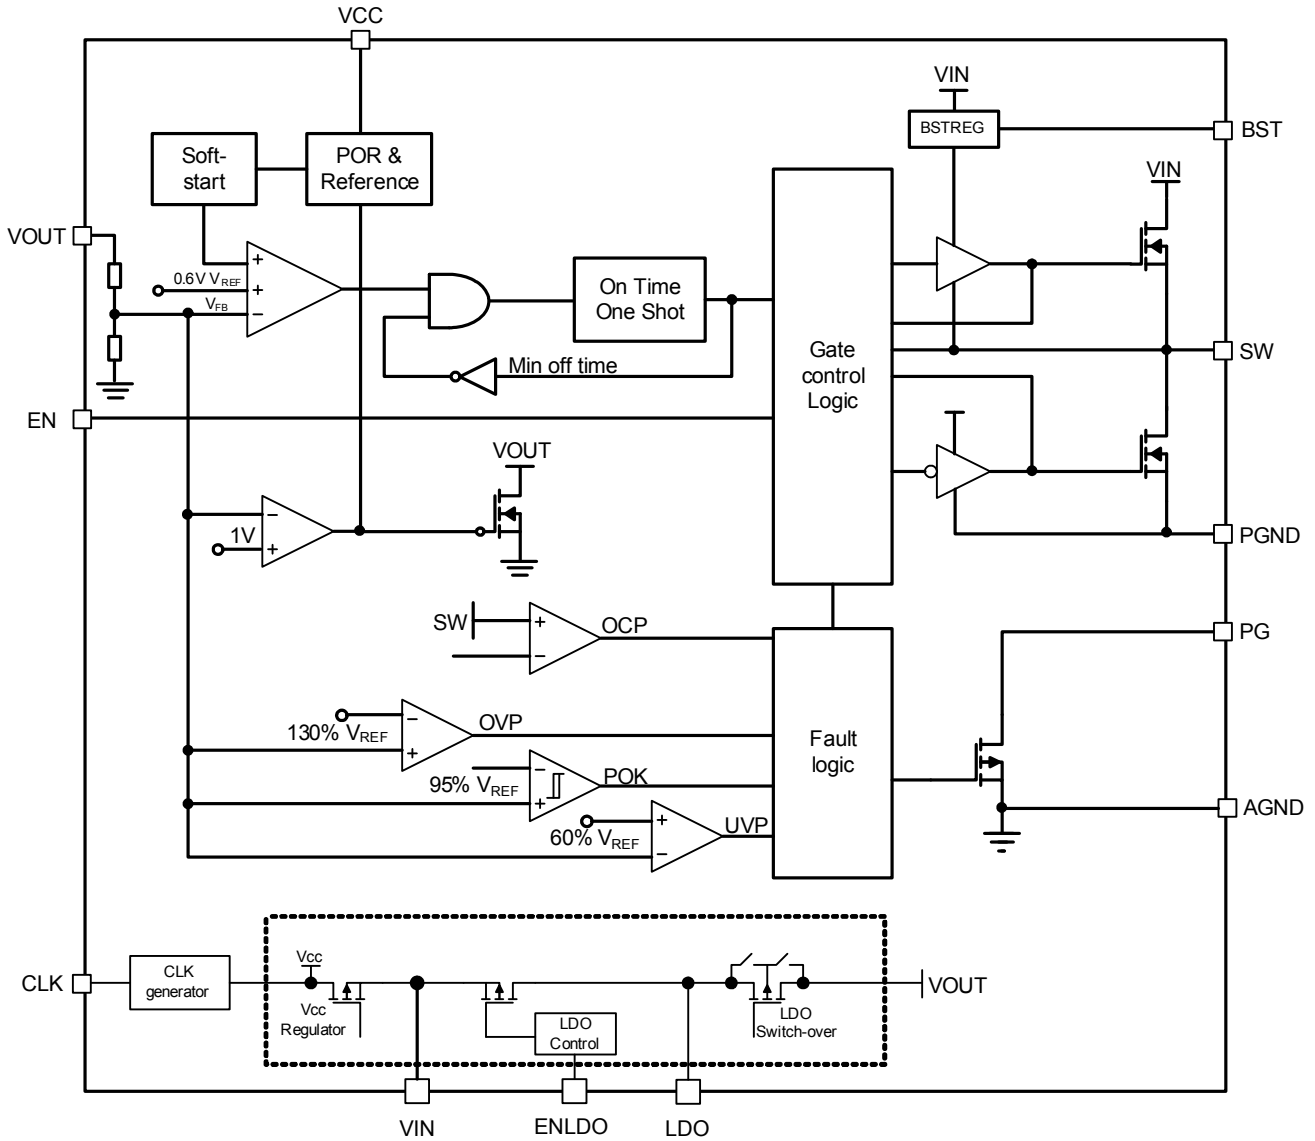 VCC
VIN
BSTREG
BST
Soft-
start
POR &
Reference
VIN
VOUT
0.6V VREF
+
+
VFB
−
On Time
One Shot
Min off time
Gate
control
Logic
SW
EN
VOUT
−
1V
+
PGND
SW
+
−
OCP
PG
130% VREF
−
+
OVP
95% VREF
−
+
POK
60% VREF
+
−
UVP
Fault
logic
AGND
CLK
CLK
generator
Vcc
Vcc
Regulator
LDO
Control
LDO
Switch-over
VOUT
VIN
ENLDO
LDO